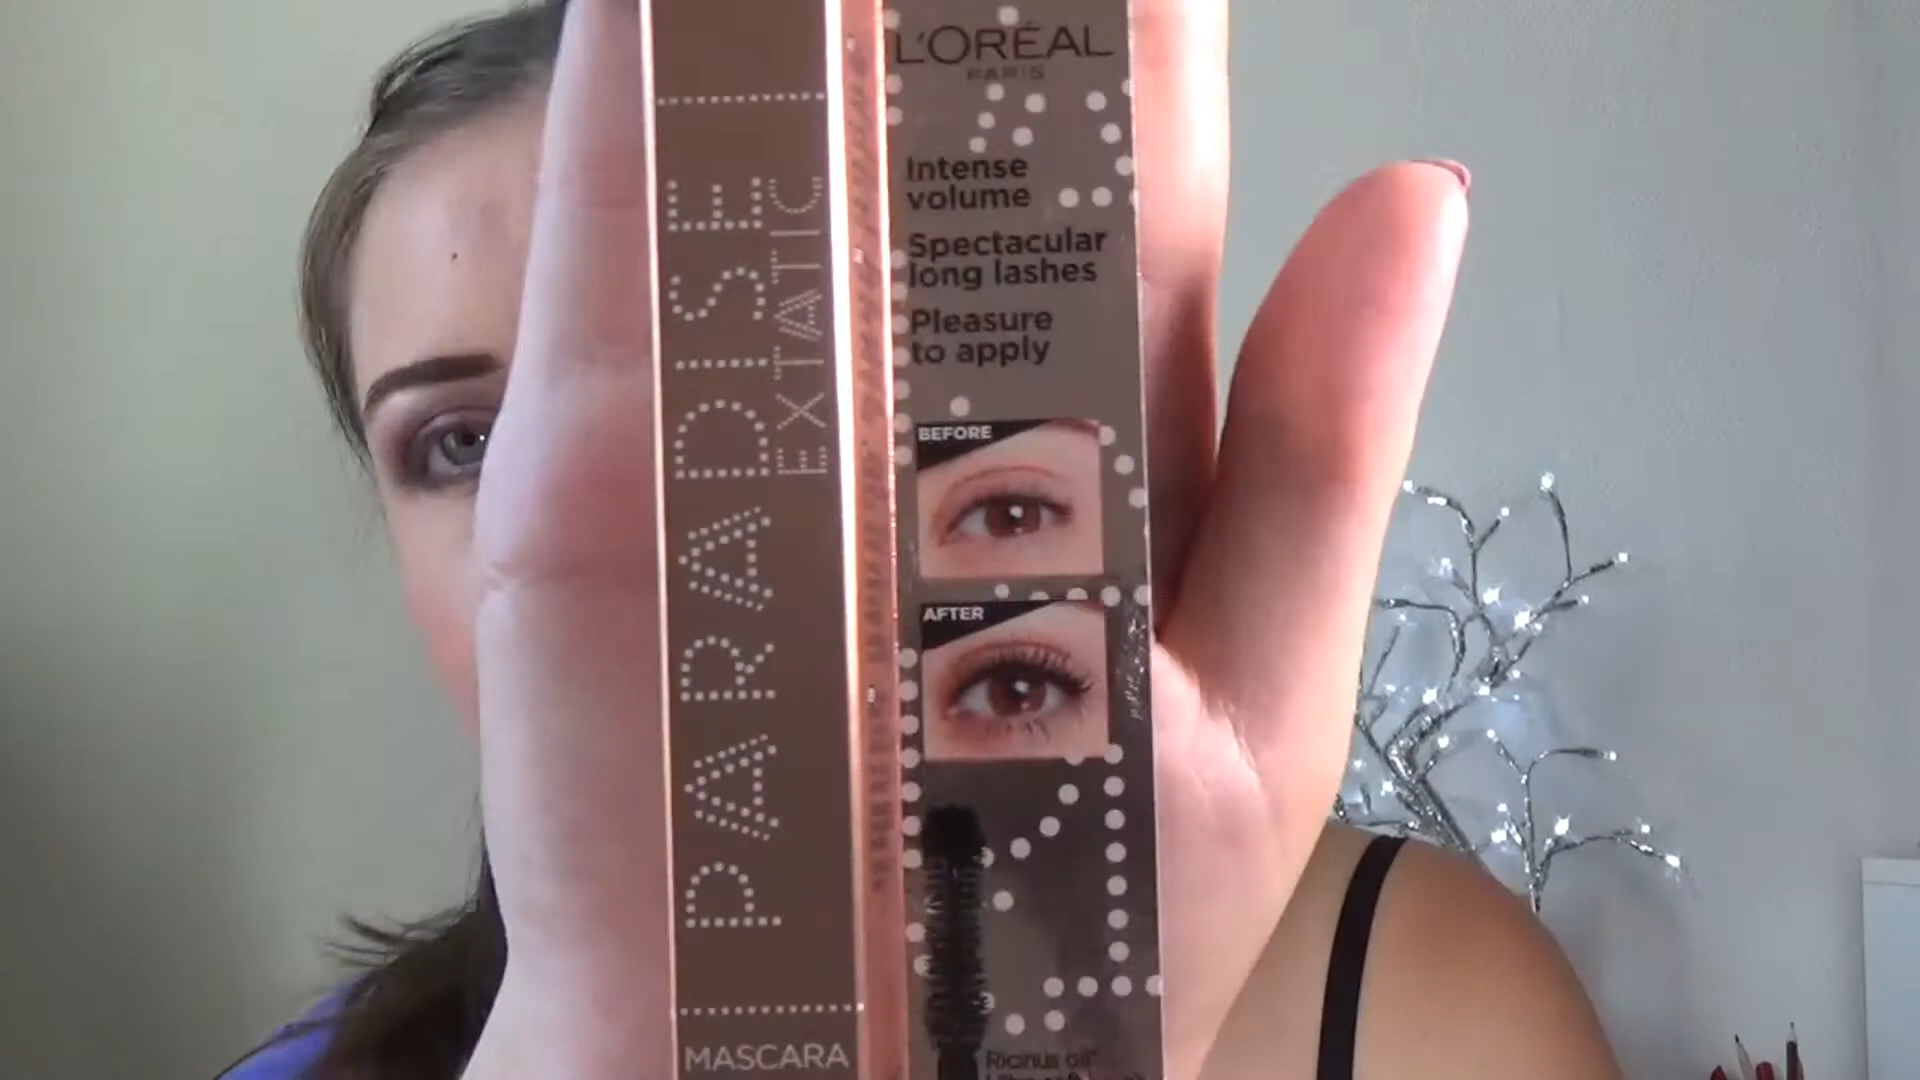 PARADISE
EXTATIC
MASCARA
L'ORÉAL
PARIS
Intense
volume
Spectacular
long lashes
Pleasure
to apply
BEFORE
AFTER
Ricinus oil*